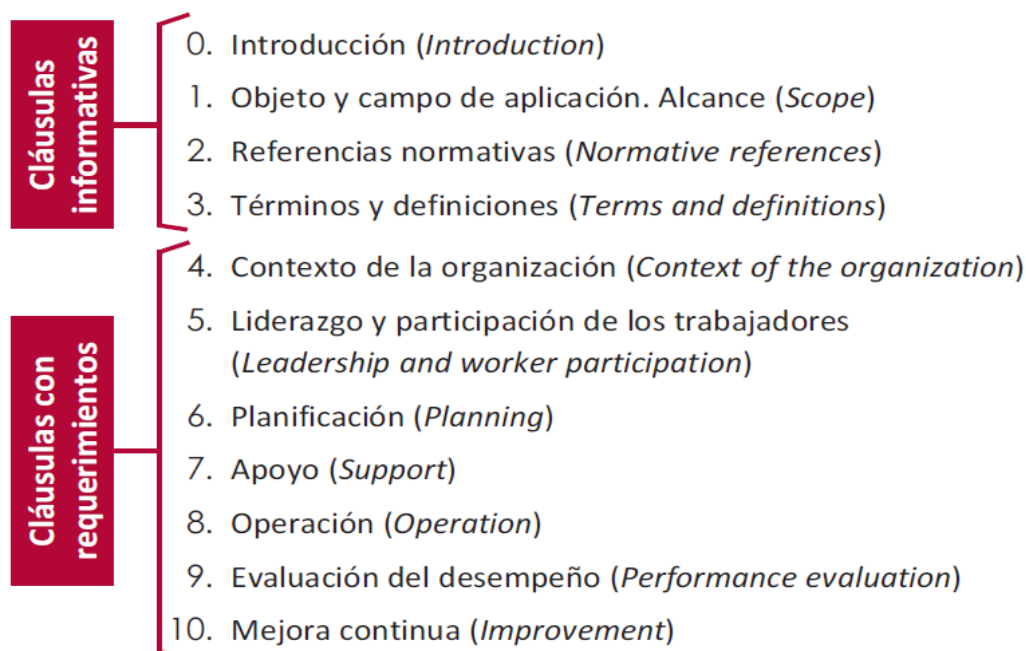 Cláusulas
informativas
0. Introducción (Introduction)
1. Objeto y campo de aplicación. Alcance (Scope)
2. Referencias normativas (Normative references)
3. Términos y definiciones (Terms and definitions)
Cláusulas con
requerimientos
4. Contexto de la organización (Context of the organization)
5. Liderazgo y participación de los trabajadores
(Leadership and worker participation)
6. Planificación (Planning)
7. Apoyo (Support)
8. Operación (Operation)
9. Evaluación del desempeño (Performance evaluation)
10. Mejora continua (Improvement)